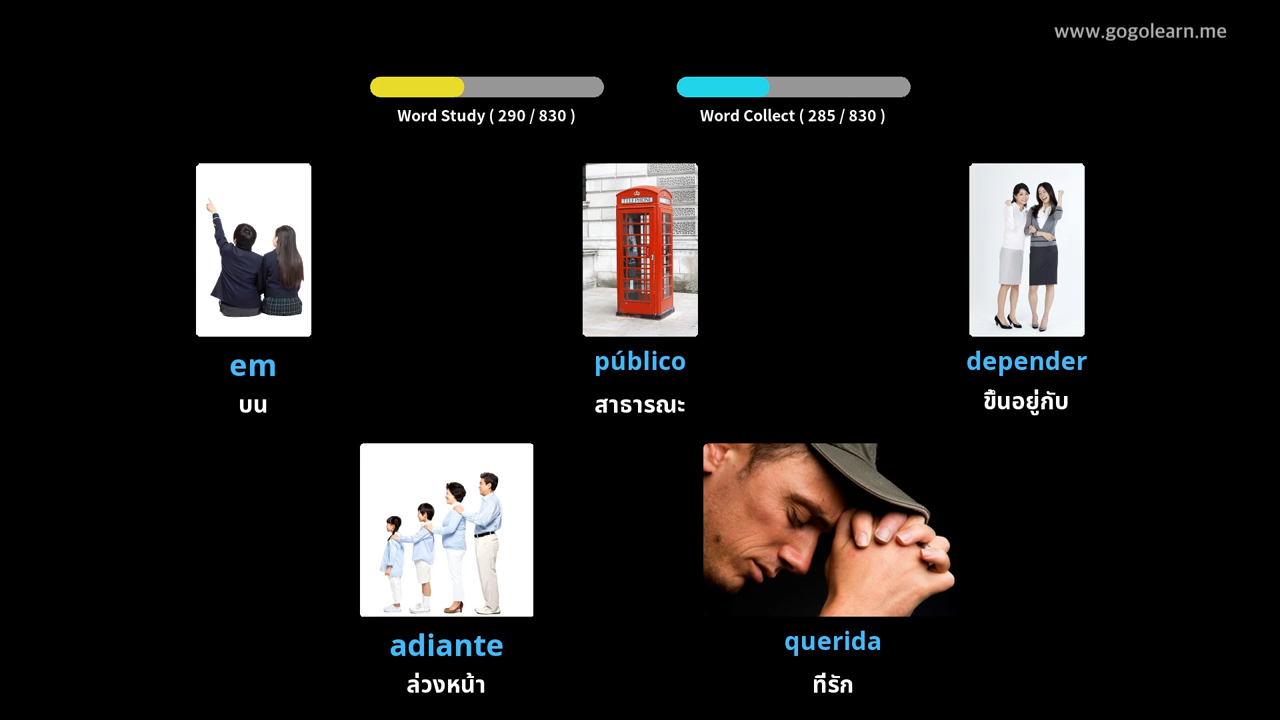 www.gogolearn.me
Word Study ( 290 / 830 )
Word Collect ( 285 / 830 )
TELEPHONE
em
บน
público
สาธารณะ
depender
ขึ้นอยู่กับ
adiante
ล่วงหน้า
querida
ที่รัก